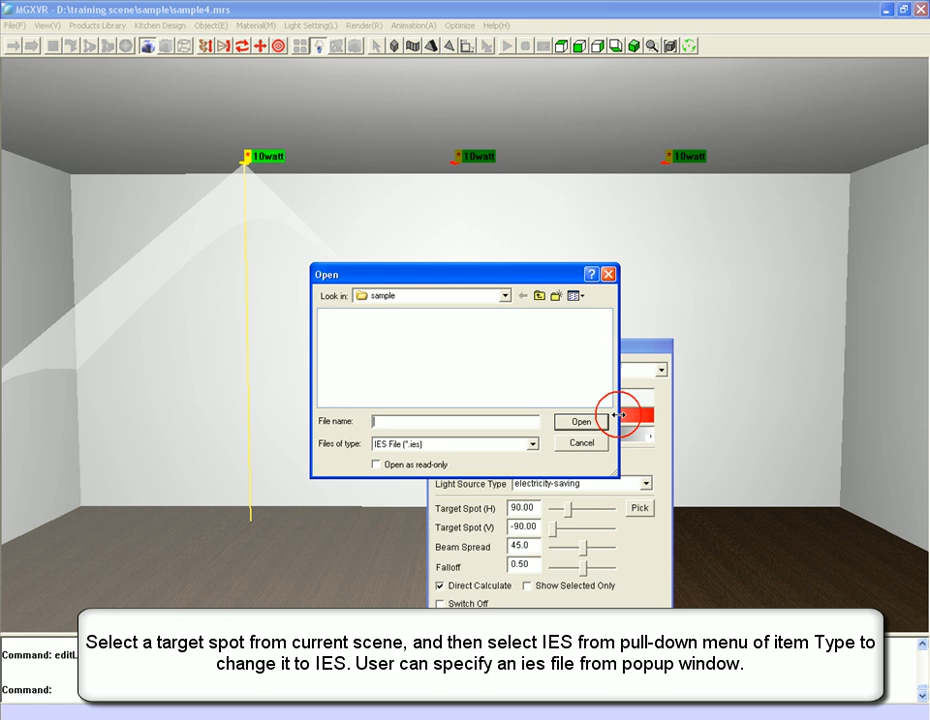 MGXVR - D:\training scene\sample\sample4.mrs
File(F) View(V) Products Library Kitchen Design Object(E) Material(M) Light Setting(L) Render(R) Animation(A) Optimize Help(H)
10watt 10watt 10watt
Open
Look in: sample
File name: Open
Files of type: IES File (*.ies) Cancel
Open as read-only
Light Source Type electricity-saving
Target Spot (H) 90.00 Pick
Target Spot (V) -90.00
Beam Spread 45.0
Falloff 0.50
Direct Calculate Show Selected Only
Switch Off
Select a target spot from current scene, and then select IES from pull-down menu of item Type to
change it to IES. User can specify an ies file from popup window.
Command:
Command: